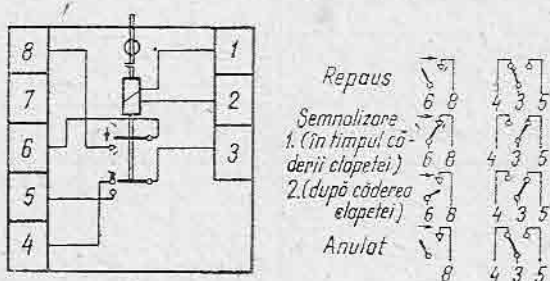 8
7
6
5
4
1
2
3
Repaus
6 8
4 3 5
Semnalizare
1. (în timpul că-
derii clapetei)
6 8
4 3 5
2. (după căderea
clapetei)
6 8
4 3 5
Anulat
8
4 3 5